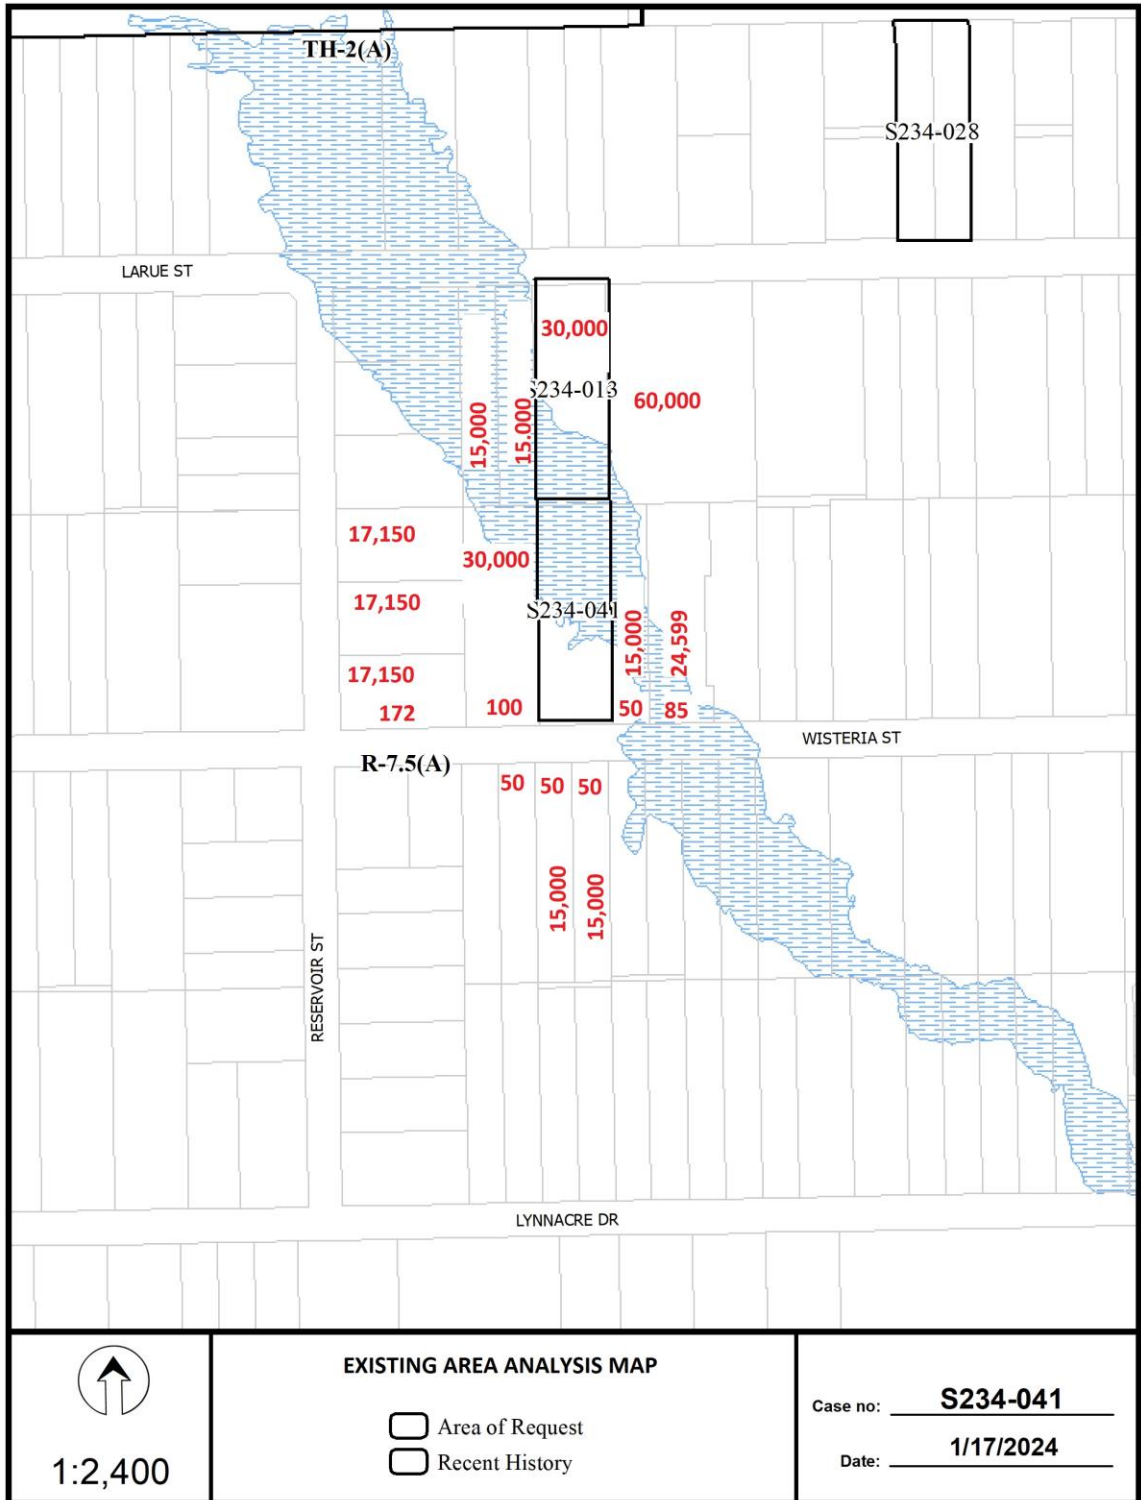 TH-2(A)
S234-028
LARUE ST
30,000
S234-013
60,000
15,000
15.000
17,150
30,000
17,150
S234-041
15,000
24,599
17,150
172
100
50
85
WISTERIA ST
R-7.5(A)
50
50
50
15,000
15,000
RESERVOIR ST
LYNNACRE DR
1:2,400
EXISTING AREA ANALYSIS MAP
Area of Request
Recent History
Case no: S234-041
Date: 1/17/2024